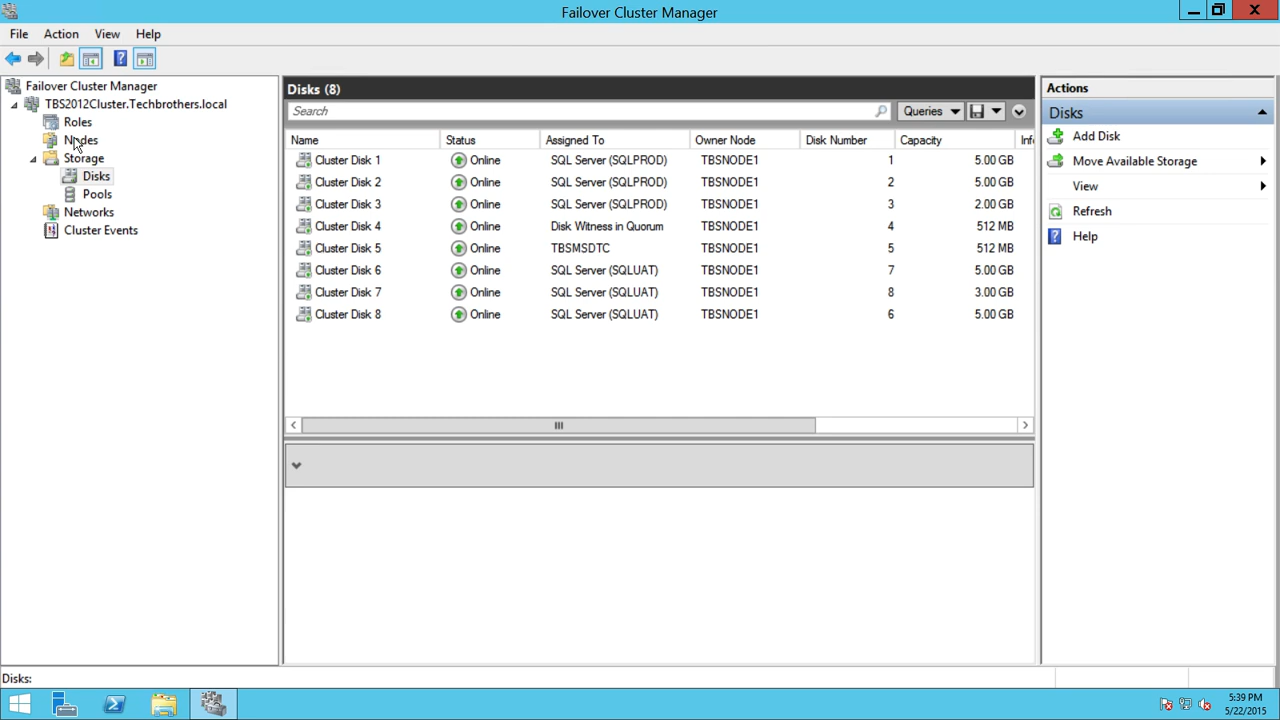 Failover Cluster Manager
File Action View Help
Failover Cluster Manager
TBS2012Cluster.Techbrothers.local
Roles
Nodes
Storage
Disks
Pools
Networks
Cluster Events
Disks (8)
Search
Queries
Name Status Assigned To Owner Node Disk Number Capacity Info
Cluster Disk 1 Online SQL Server (SQLPROD) TBSNODE1 1 5.00 GB
Cluster Disk 2 Online SQL Server (SQLPROD) TBSNODE1 2 5.00 GB
Cluster Disk 3 Online SQL Server (SQLPROD) TBSNODE1 3 2.00 GB
Cluster Disk 4 Online Disk Witness in Quorum TBSNODE1 4 512 MB
Cluster Disk 5 Online TBSMSDTC TBSNODE1 5 512 MB
Cluster Disk 6 Online SQL Server (SQLUAT) TBSNODE1 7 5.00 GB
Cluster Disk 7 Online SQL Server (SQLUAT) TBSNODE1 8 3.00 GB
Cluster Disk 8 Online SQL Server (SQLUAT) TBSNODE1 6 5.00 GB
Actions
Disks
Add Disk
Move Available Storage
View
Refresh
Help
Disks:
5:39 PM
5/22/2015